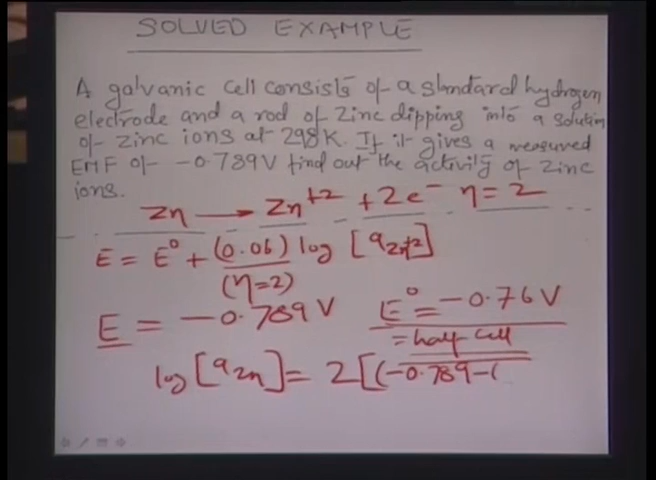 SOLVED EXAMPLE
A galvanic cell consists of a standard hydrogen
electrode and a rod of Zinc dipping into a solution
of zinc ions at 298K. If it gives a measured
EMF of -0.789V find out the activity of Zinc
ions.
Zn → Zn+2 + 2e- η=2
E = E° + (0.06) log [aZn+2]
(η=2)
E = -0.789V E° = -0.76V
= half cell
log [aZn] = 2[(-0.789-(